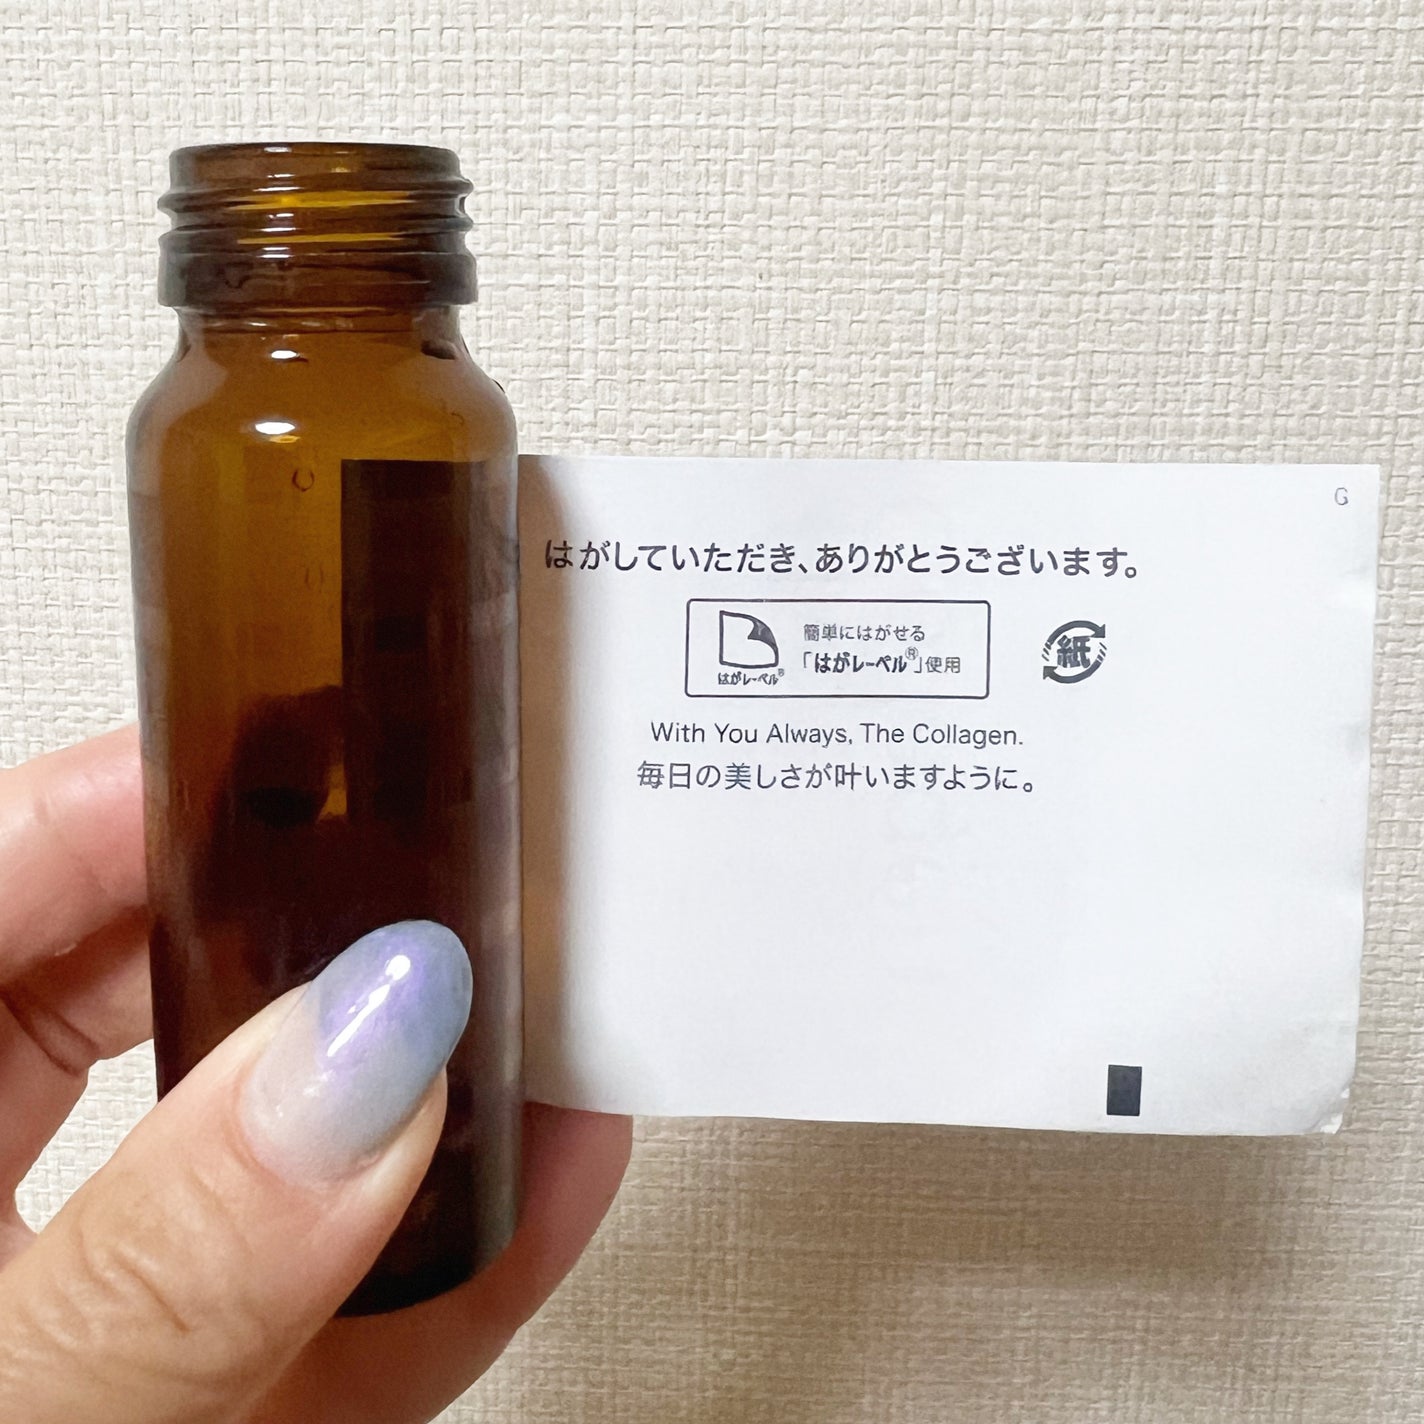 G
はがしていただき、ありがとうございます。
簡単にはがせる
「はがレーベル®」使用
はがレーベル®
紙
With You Always, The Collagen.
毎日の美しさが叶いますように。